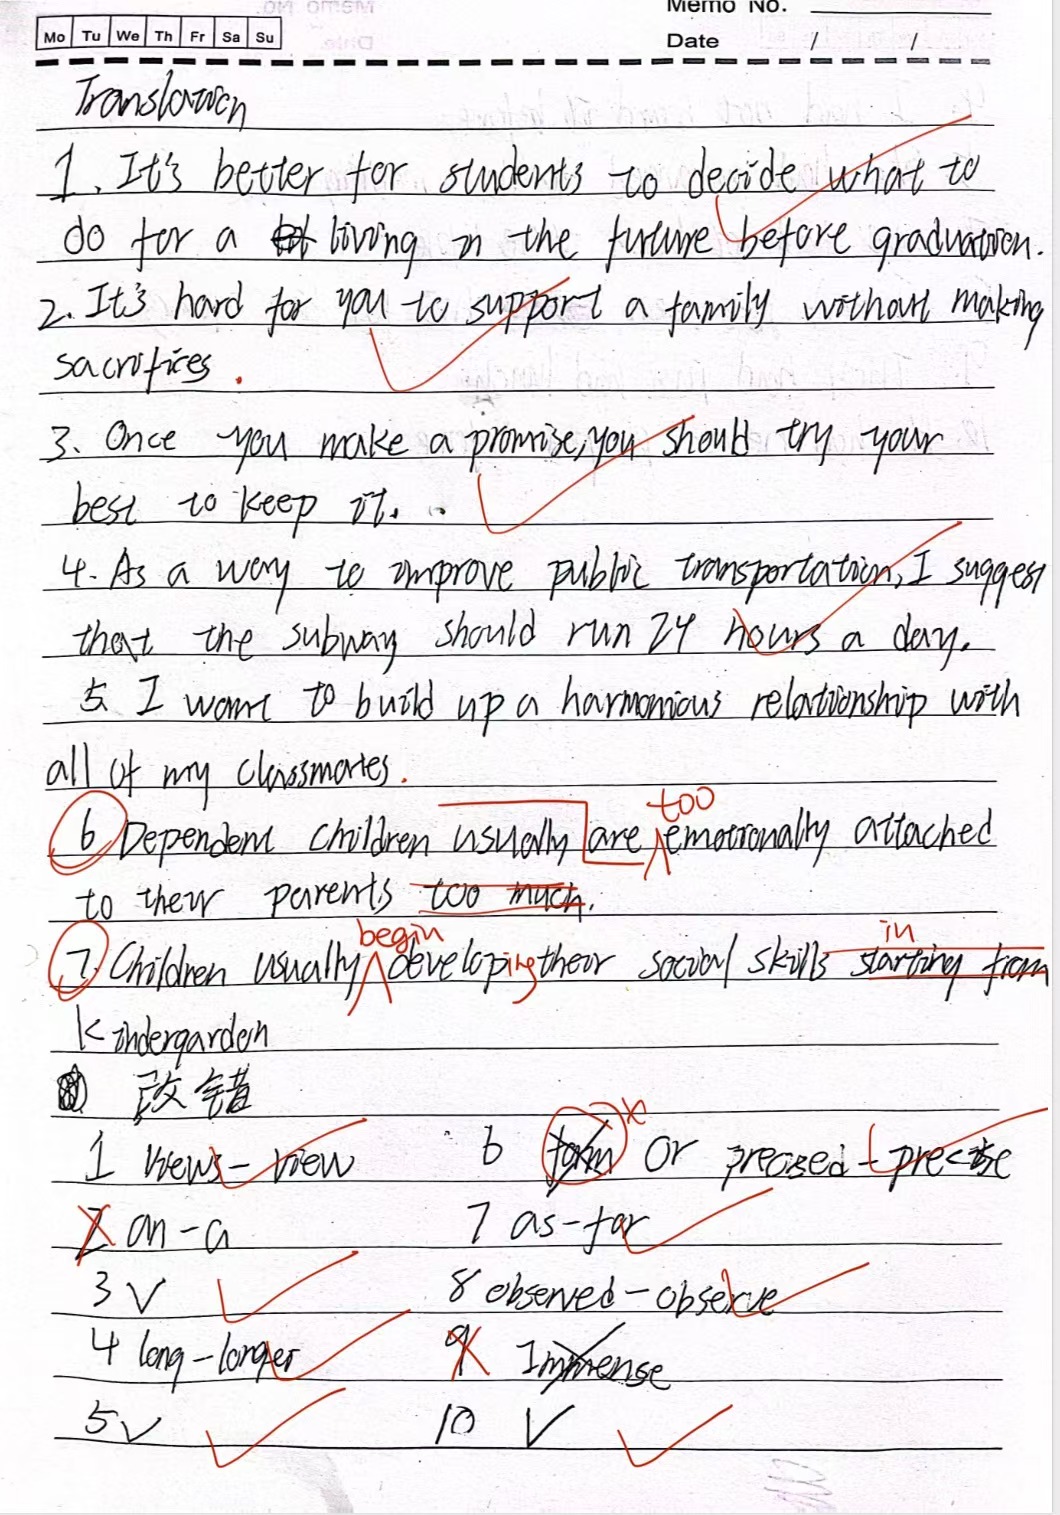 Memo No.
Mo Tu We Th Fr Sa Su
Date / /
Translation
1. It's better for students to decide what to
do for a living in the future before graduation.
2. It's hard for you to support a family without making
sacrifices.
3. Once you make a promise, you should try your
best to keep it.
4. As a way to improve public transportation, I suggest
that the subway should run 24 hours a day.
5 I want to build up a harmonious relationship with
all of my classmates.
too
6 Dependent children usually are emotionally attached
to their parents too much.
begin in
7 Children usually developing their social skills starting from
Kindergarden
8 改错
1 views - view 6 or precised - precise
2 an - a 7 as - far
3 V 8 observed - observe
4 long - longer 9 Immense
5 V 10 V